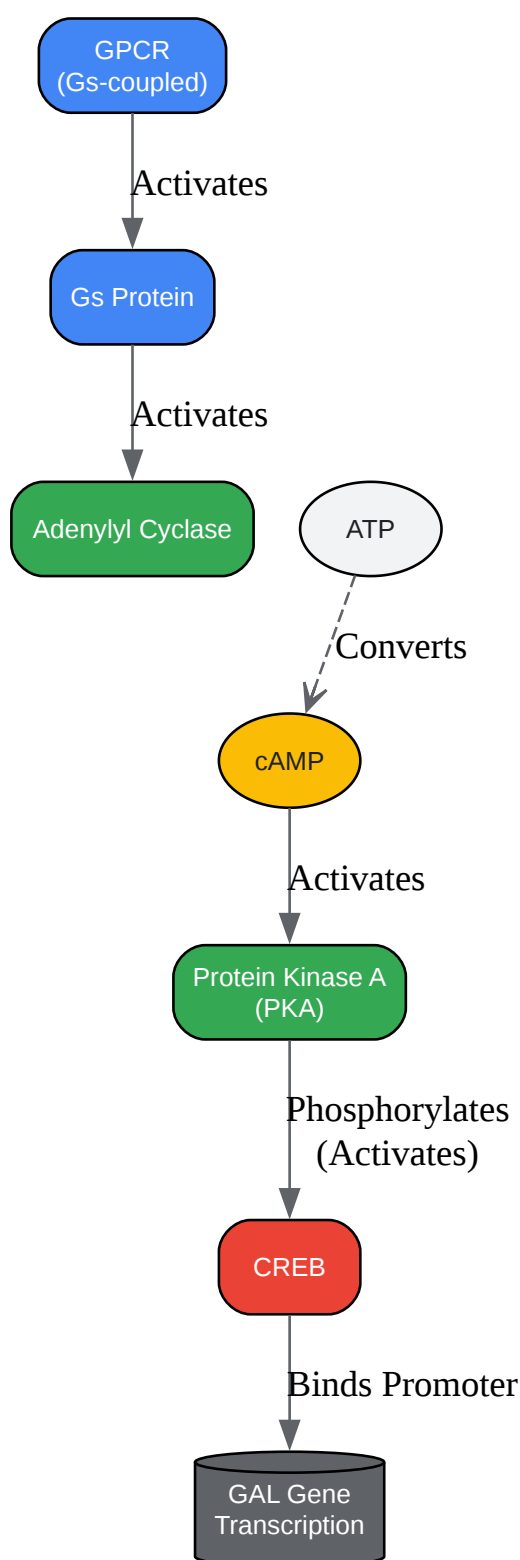 GPCR
(Gs-coupled)
Activates
Gs Protein
Activates
Adenylyl Cyclase
ATP
Converts
cAMP
Activates
Protein Kinase A
(PKA)
Phosphorylates
(Activates)
CREB
Binds Promoter
GAL Gene
Transcription